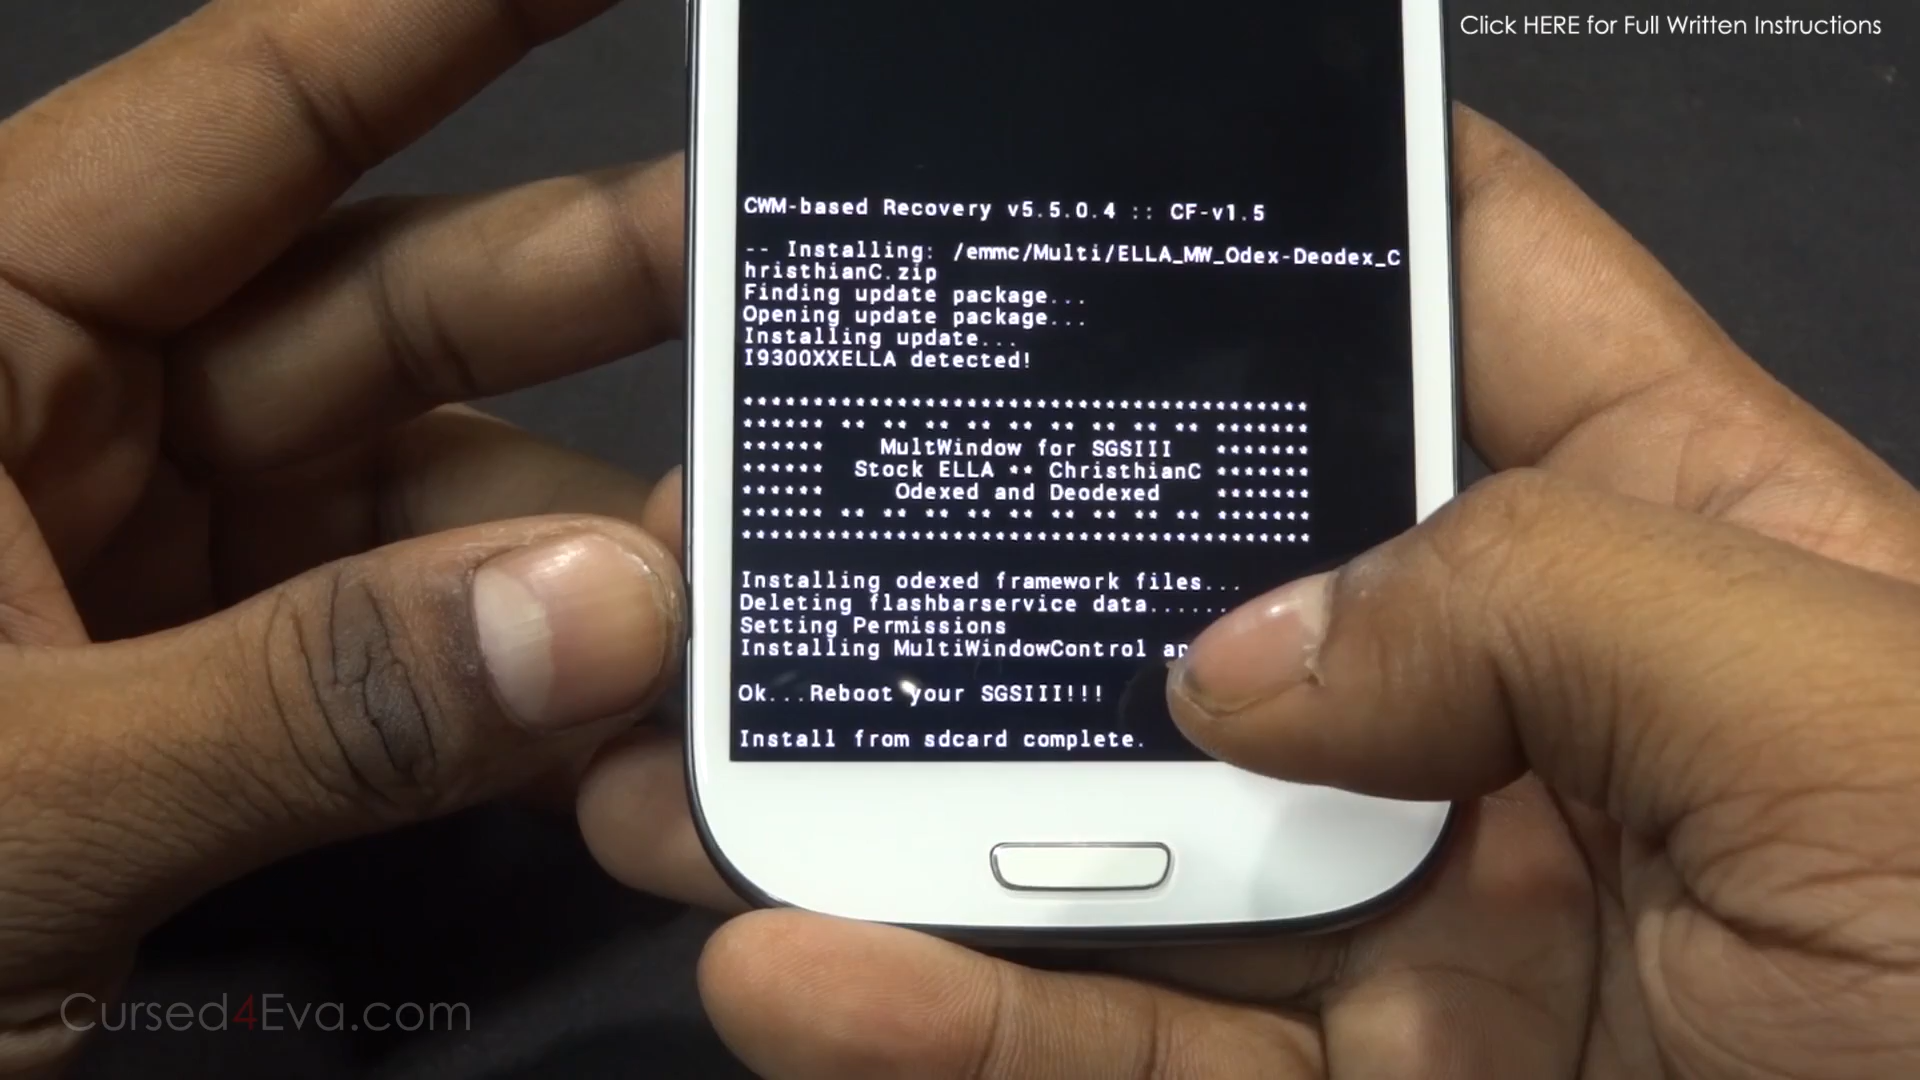 Click HERE for Full Written Instructions
CWM-based Recovery v5.5.0.4 :: CF-v1.5
-- Installing: /emmc/Multi/ELLA_MW_Odex-Deodex_C
hristhianC.zip
Finding update package...
Opening update package...
Installing update...
I9300XXELLA detected!
*****************************************
****** ** ** ** ** ** ** ** ** ** *******
****** MultWindow for SGSIII *******
****** Stock ELLA ** ChristhianC *******
****** Odexed and Deodexed *******
****** ** ** ** ** ** ** ** ** ** *******
*****************************************
Installing odexed framework files...
Deleting flashbarservice data.......
Setting Permissions
Installing MultiWindowControl
Ok...Reboot your SGSIII!!!
Install from sdcard complete.
Cursed4Eva.com